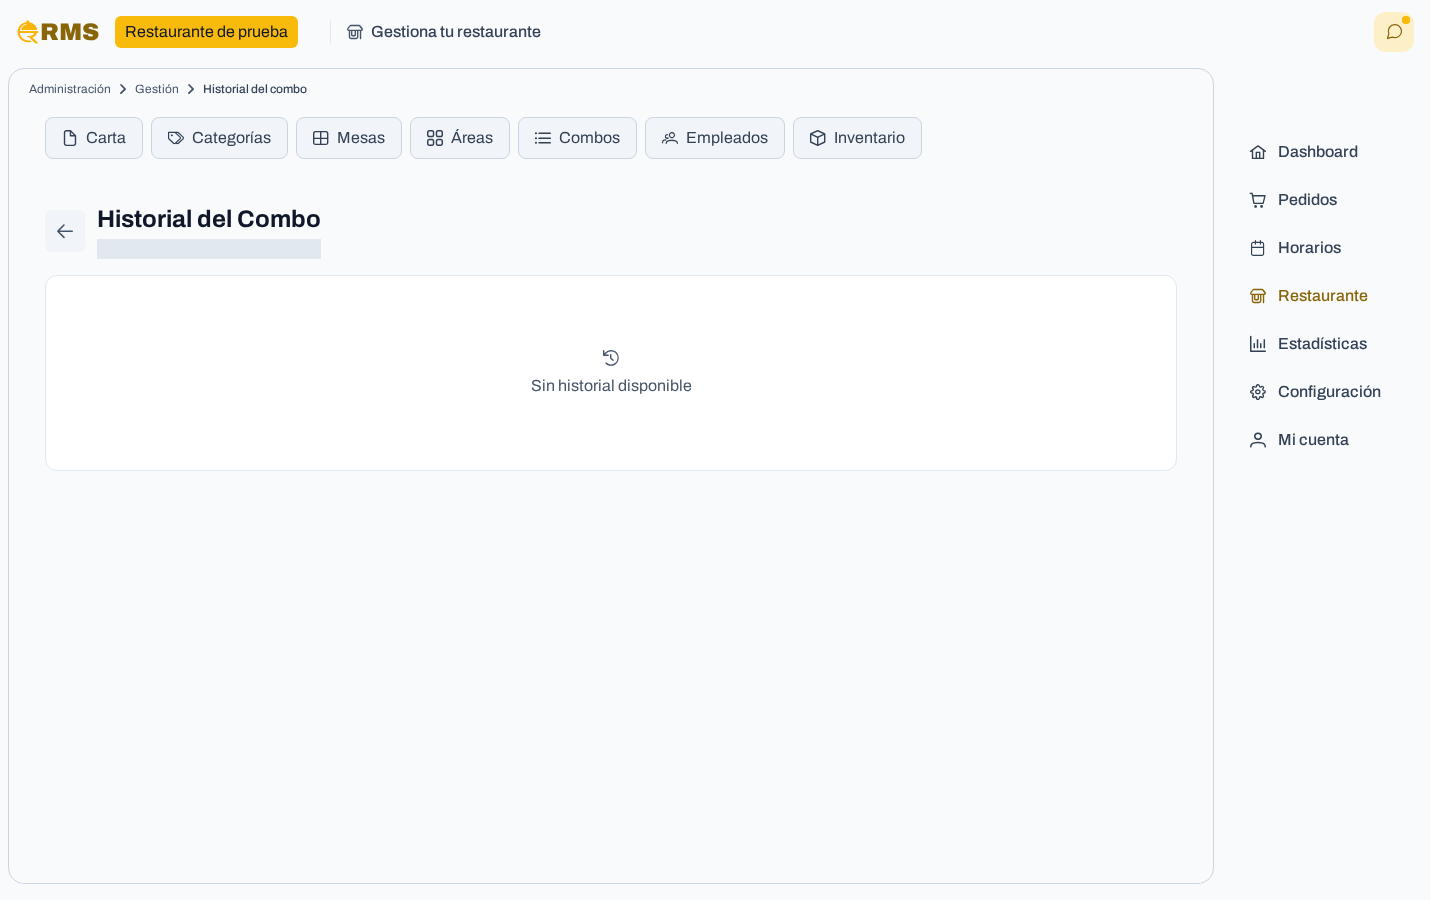 RMS
Restaurante de prueba
Gestiona tu restaurante
Administración
Gestión
Historial del combo
Carta
Categorías
Mesas
Áreas
Combos
Empleados
Inventario
Historial del Combo
Sin historial disponible
Dashboard
Pedidos
Horarios
Restaurante
Estadísticas
Configuración
Mi cuenta